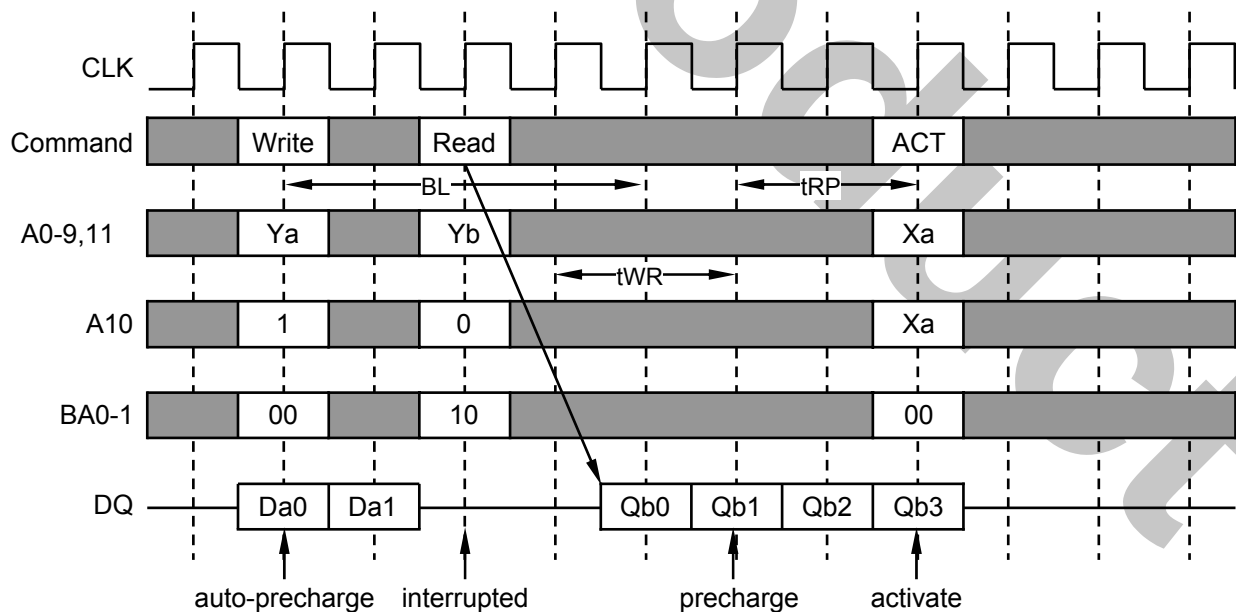 CLK
Command Write Read ACT
BL tRP
A0-9,11 Ya Yb Xa
tWR
A10 1 0 Xa
BA0-1 00 10 00
DQ Da0 Da1 Qb0 Qb1 Qb2 Qb3
auto-precharge interrupted precharge activate